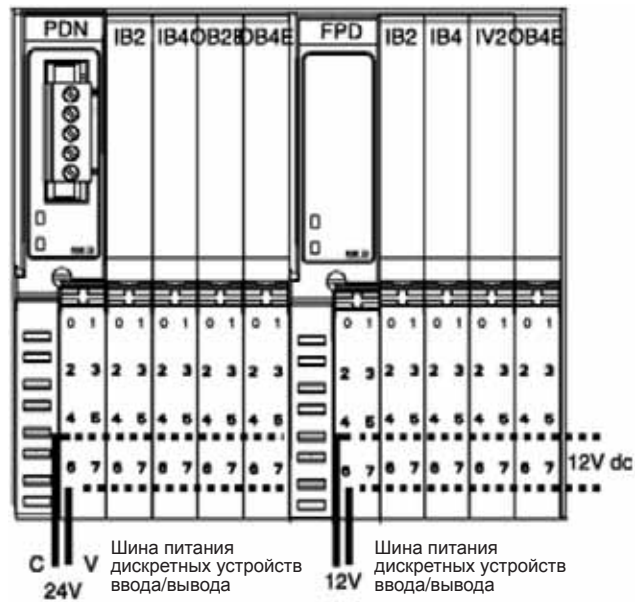 PDN IB2 IB4 OB2E OB4E FPD IB2 IB4 IV2 OB4E
0 1 0 1 0 1 0 1 0 1 0 1 0 1 0 1 0 1 0 1
2 3 2 3 2 3 2 3 2 3 2 3 2 3 2 3 2 3 2 3
4 5 4 5 4 5 4 5 4 5 4 5 4 5 4 5 4 5 4 5
6 7 6 7 6 7 6 7 6 7 6 7 6 7 6 7 6 7 6 7
12V dc
C V
24V
Шина питания
дискретных устройств
ввода/вывода
12V
Шина питания
дискретных устройств
ввода/вывода